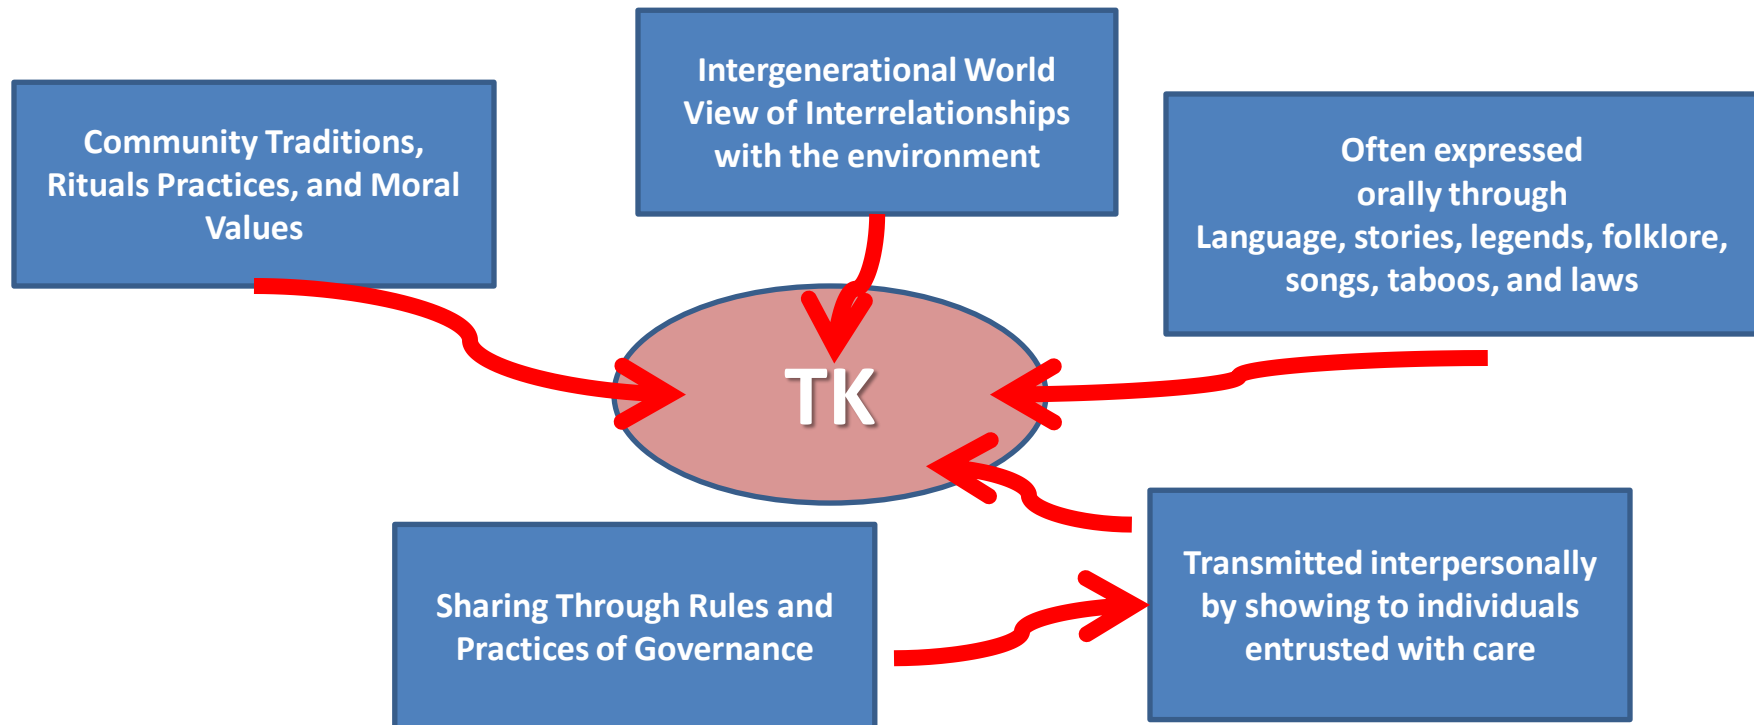 Community Traditions,
Rituals Practices, and Moral
Values
Intergenerational World
View of Interrelationships
with the environment
Often expressed
orally through
Language, stories, legends, folklore,
songs, taboos, and laws
TK
Sharing Through Rules and
Practices of Governance
Transmitted interpersonally
by showing to individuals
entrusted with care